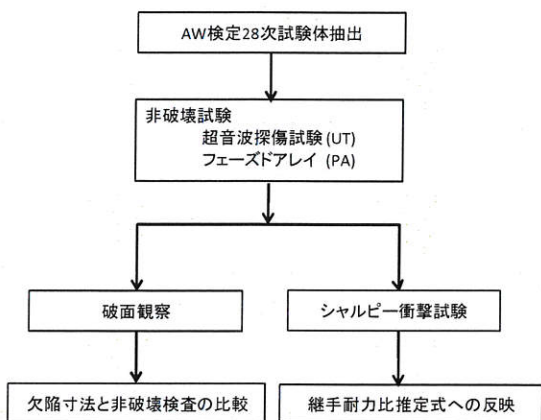 AW検定28次試験体抽出
非破壊試験
超音波探傷試験(UT)
フェーズドアレイ (PA)
破面観察
シャルピー衝撃試験
欠陥寸法と非破壊検査の比較
継手耐力比推定式への反映